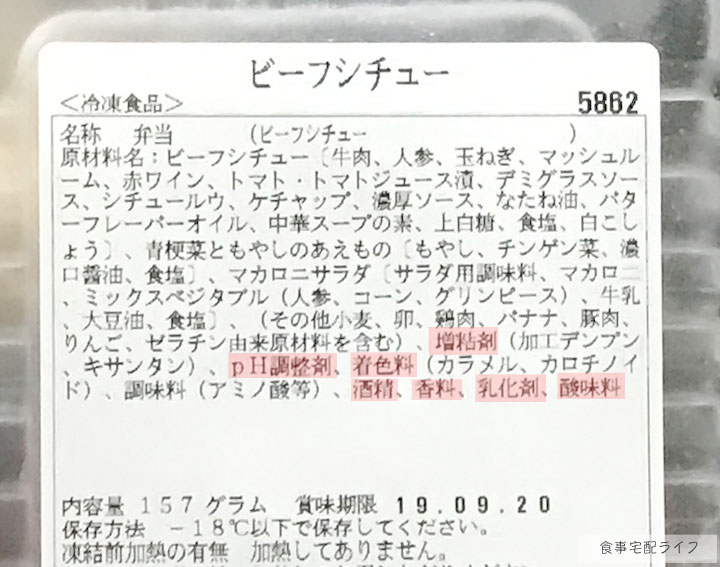 ビーフシチュー
＜冷凍食品＞ 5862
名称 弁当 （ビーフシチュー ）
原材料名：ビーフシチュー〔牛肉、人参、玉ねぎ、マッシュル
ーム、赤ワイン、トマト・トマトジュース漬、デミグラスソー
ス、シチュールウ、ケチャップ、濃厚ソース、なたね油、バタ
ーフレーバーオイル、中華スープの素、上白糖、食塩、白こし
ょう〕、青梗菜ともやしのあえもの〔もやし、チンゲン菜、濃
口醤油、食塩〕、マカロニサラダ〔サラダ用調味料、マカロニ
、ミックスベジタブル（人参、コーン、グリンピース）、牛乳
、大豆油、食塩〕、（その他小麦、卵、鶏肉、バナナ、豚肉、
りんご、ゼラチン由来原材料を含む）、増粘剤（加工デンプン
、キサンタン）、ｐＨ調整剤、着色料（カラメル、カロチノイ
ド）、調味料（アミノ酸等）、酒精、香料、乳化剤、酸味料
内容量 １５７グラム 賞味期限 19.09.20
保存方法 －１８℃以下で保存してください。
凍結前加熱の有無 加熱してありません。
食事宅配ライフ